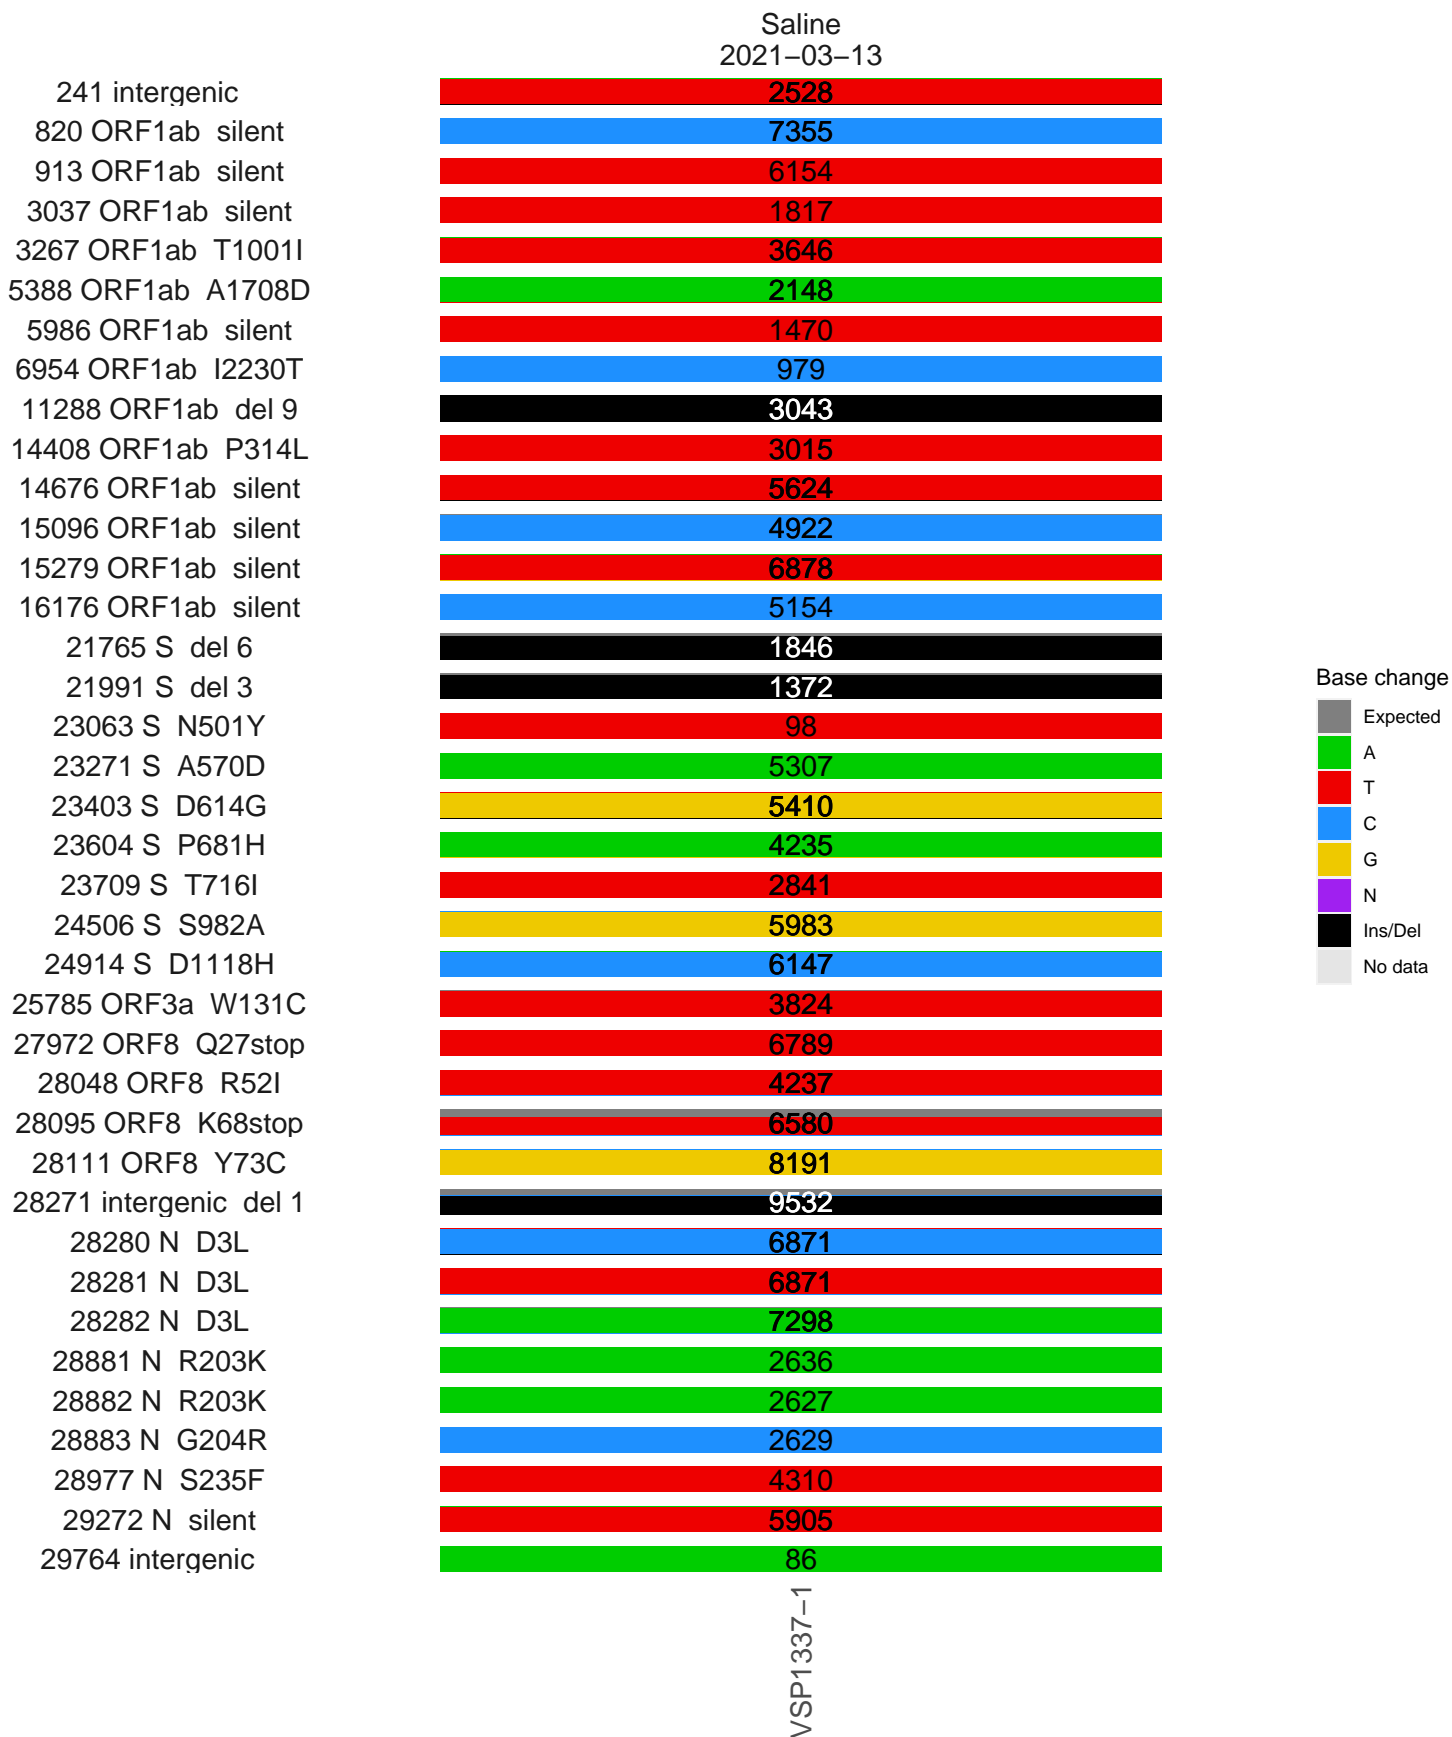 Saline
2021−03−13
241 intergenic 2528
820 ORF1ab silent 7355
913 ORF1ab silent 6154
3037 ORF1ab silent 1817
3267 ORF1ab T1001I 3646
5388 ORF1ab A1708D 2148
5986 ORF1ab silent 1470
6954 ORF1ab I2230T 979
11288 ORF1ab del 9 3043
14408 ORF1ab P314L 3015
14676 ORF1ab silent 5624
15096 ORF1ab silent 4922
15279 ORF1ab silent 6878
16176 ORF1ab silent 5154
21765 S del 6 1846
21991 S del 3 1372
23063 S N501Y 98
23271 S A570D 5307
23403 S D614G 5410
23604 S P681H 4235
23709 S T716I 2841
24506 S S982A 5983
24914 S D1118H 6147
25785 ORF3a W131C 3824
27972 ORF8 Q27stop 6789
28048 ORF8 R52I 4237
28095 ORF8 K68stop 6580
28111 ORF8 Y73C 8191
28271 intergenic del 1 9532
28280 N D3L 6871
28281 N D3L 6871
28282 N D3L 7298
28881 N R203K 2636
28882 N R203K 2627
28883 N G204R 2629
28977 N S235F 4310
29272 N silent 5905
29764 intergenic 86
VSP1337−1
Base change
Expected
A
T
C
G
N
Ins/Del
No data